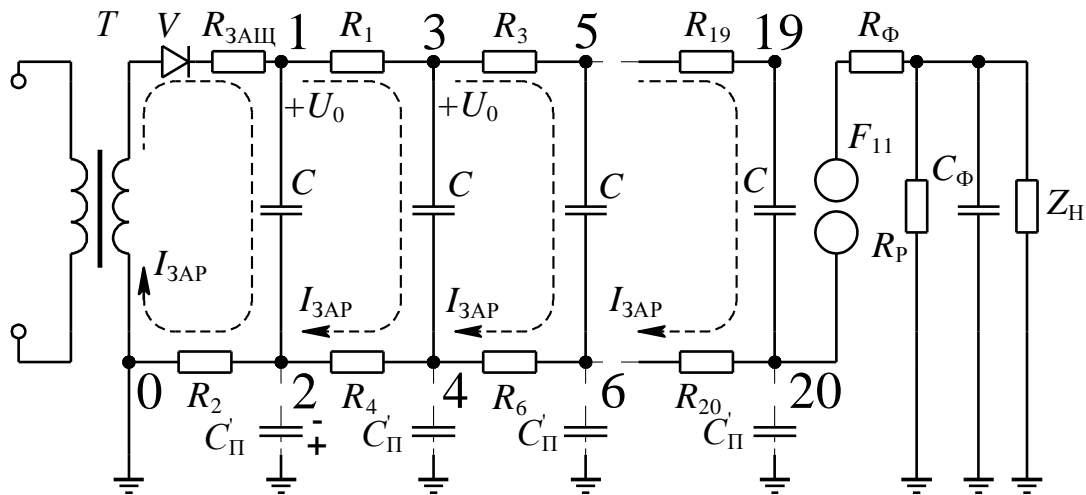 T V R_ЗАЩ 1 R_1 3 R_3 5 R_19 19 R_Ф
+U_0 +U_0
F_11
C C C C C_Ф Z_Н
R_Р
I_ЗАР I_ЗАР I_ЗАР I_ЗАР
0 R_2 2 R_4 4 R_6 6 R_20 20
C'_П - + C'_П C'_П C'_П